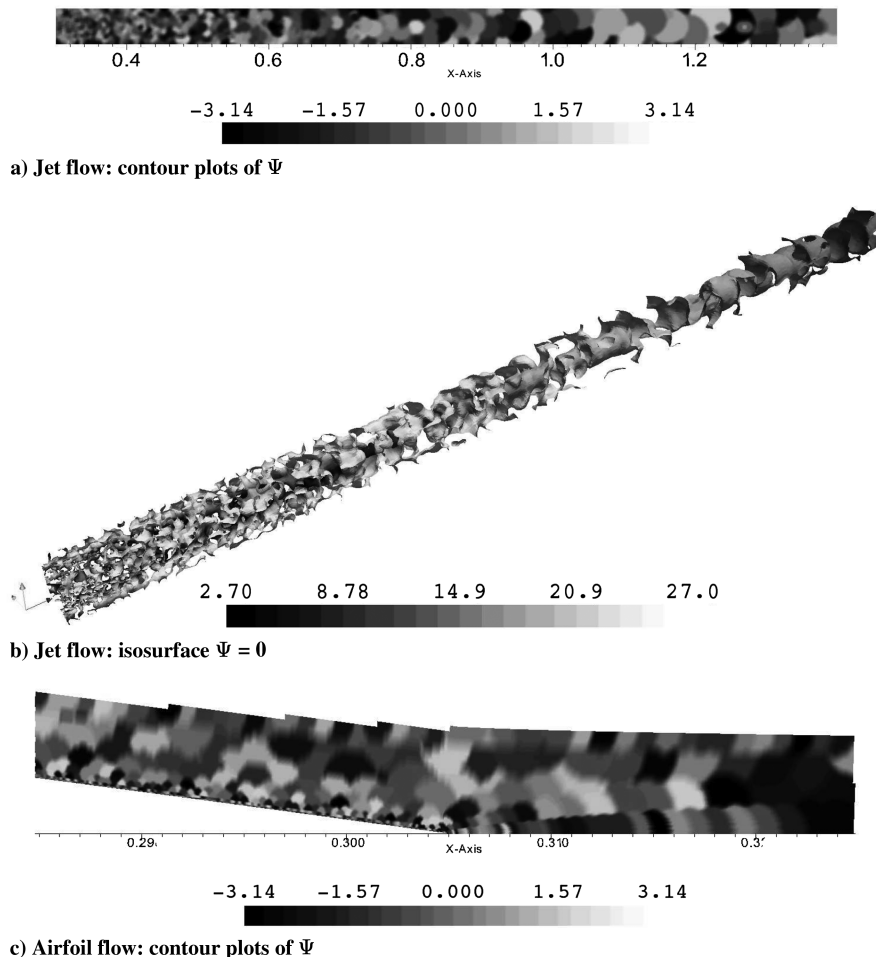 0.4 0.6 0.8 1.0 1.2
X-Axis
-3.14 -1.57 0.000 1.57 3.14
a) Jet flow: contour plots of Ψ
2.70 8.78 14.9 20.9 27.0
b) Jet flow: isosurface Ψ = 0
0.300 0.310
X-Axis
-3.14 -1.57 0.000 1.57 3.14
c) Airfoil flow: contour plots of Ψ